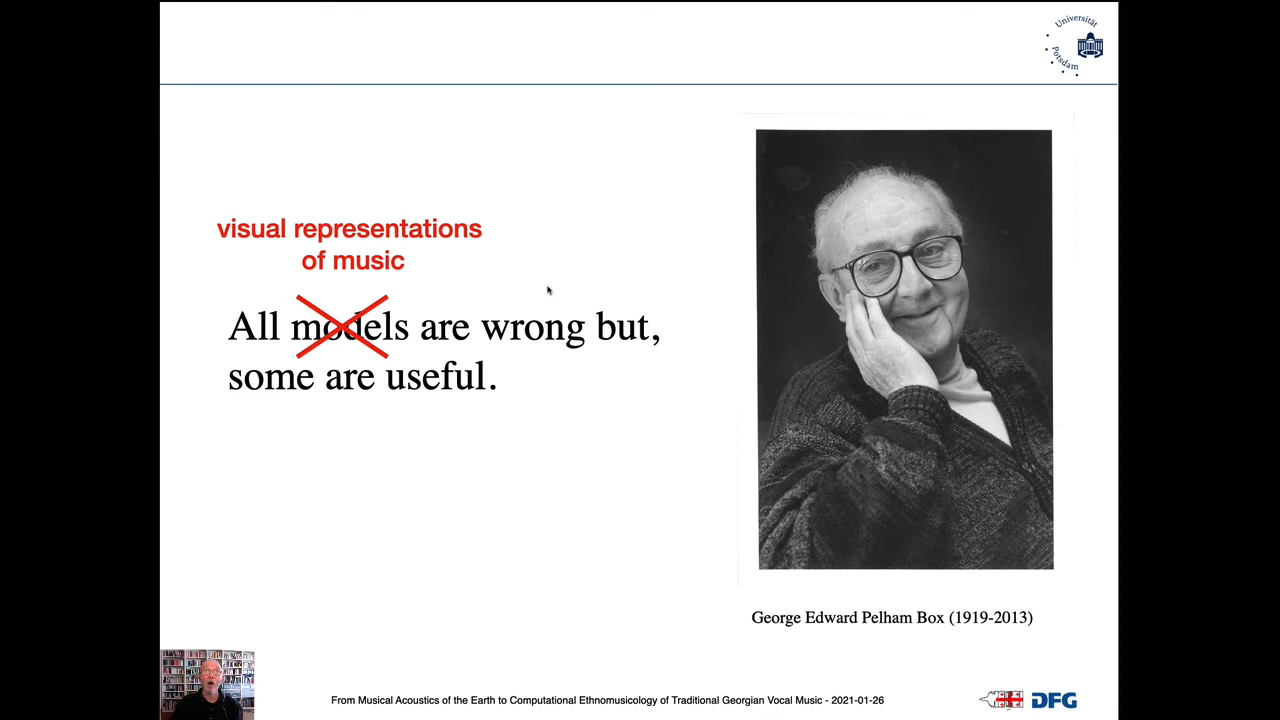 Universität
Potsdam
visual representations
of music
All models are wrong but,
some are useful.
George Edward Pelham Box (1919-2013)
From Musical Acoustics of the Earth to Computational Ethnomusicology of Traditional Georgian Vocal Music - 2021-01-26
DFG